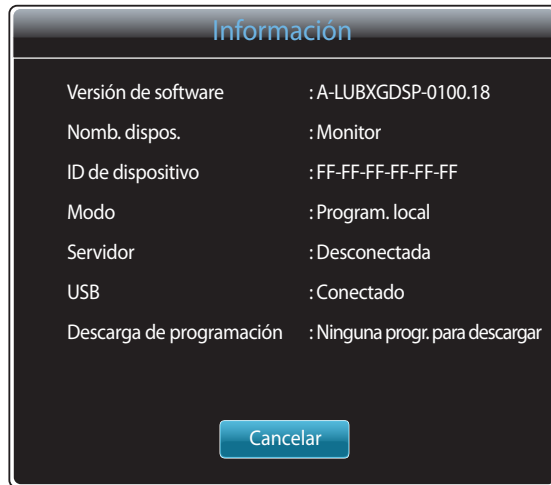 Información
Versión de software : A-LUBXGDSP-0100.18
Nomb. dispos. : Monitor
ID de dispositivo : FF-FF-FF-FF-FF-FF
Modo : Program. local
Servidor : Desconectada
USB : Conectado
Descarga de programación : Ninguna progr. para descargar
Cancelar